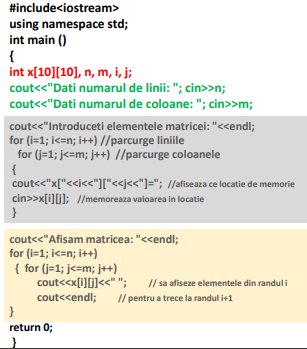 #include<iostream>
using namespace std;
int main ()
{
int x[10][10], n, m, i, j;
cout<<"Dati numarul de linii: "; cin>>n;
cout<<"Dati numarul de coloane: "; cin>>m;
cout<<"Introduceti elementele matricei: "<<endl;
for (i=1; i<=n; i++) //parcurge liniile
for (j=1; j<=m; j++) //parcurge coloanele
{
cout<<"x["<<i<<"]["<<j<<"]="; //afiseaza ce locatie de memorie
cin>>x[i][j]; //memoreaza valoarea in locatie
}
cout<<"Afisam matricea: "<<endl;
for (i=1; i<=n; i++)
{ for (j=1; j<=m; j++)
cout<<x[i][j]<<" "; // sa afiseze elementele din randul i
cout<<endl; // pentru a trece la randul i+1
}
return 0;
}